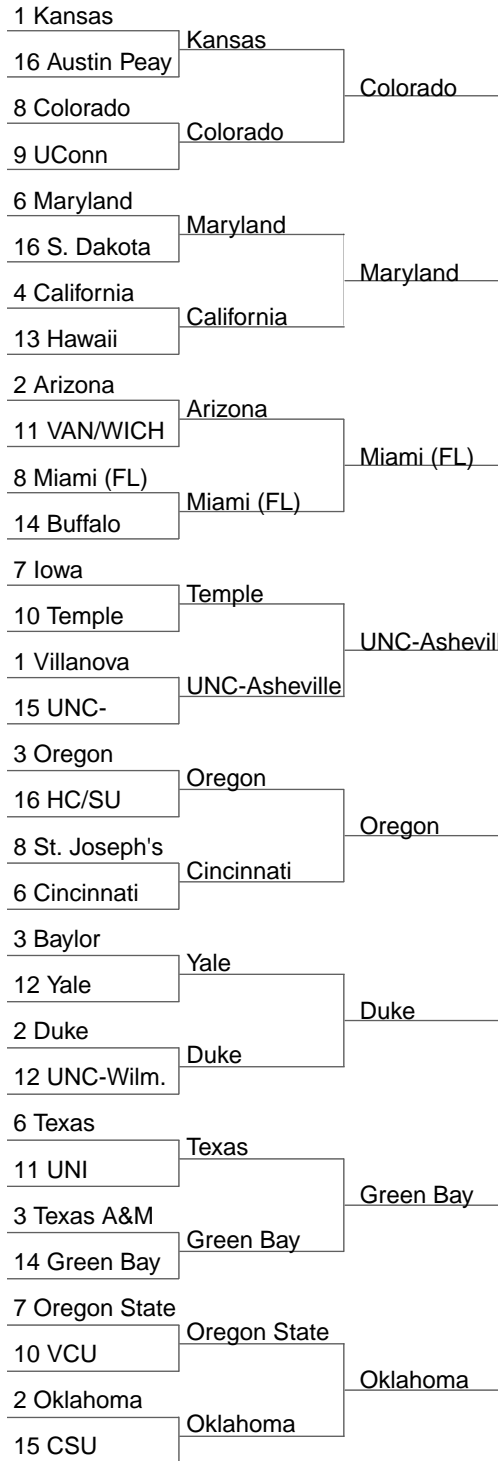 1 Kansas
Kansas
16 Austin Peay
Colorado
8 Colorado
Colorado
9 UConn
6 Maryland
Maryland
16 S. Dakota
Maryland
4 California
California
13 Hawaii
2 Arizona
Arizona
11 VAN/WICH
Miami (FL)
8 Miami (FL)
Miami (FL)
14 Buffalo
7 Iowa
Temple
10 Temple
UNC-Ashevill
1 Villanova
UNC-Asheville
15 UNC-
3 Oregon
Oregon
16 HC/SU
Oregon
8 St. Joseph's
Cincinnati
6 Cincinnati
3 Baylor
Yale
12 Yale
Duke
2 Duke
Duke
12 UNC-Wilm.
6 Texas
Texas
11 UNI
Green Bay
3 Texas A&M
Green Bay
14 Green Bay
7 Oregon State
Oregon State
10 VCU
Oklahoma
2 Oklahoma
Oklahoma
15 CSU